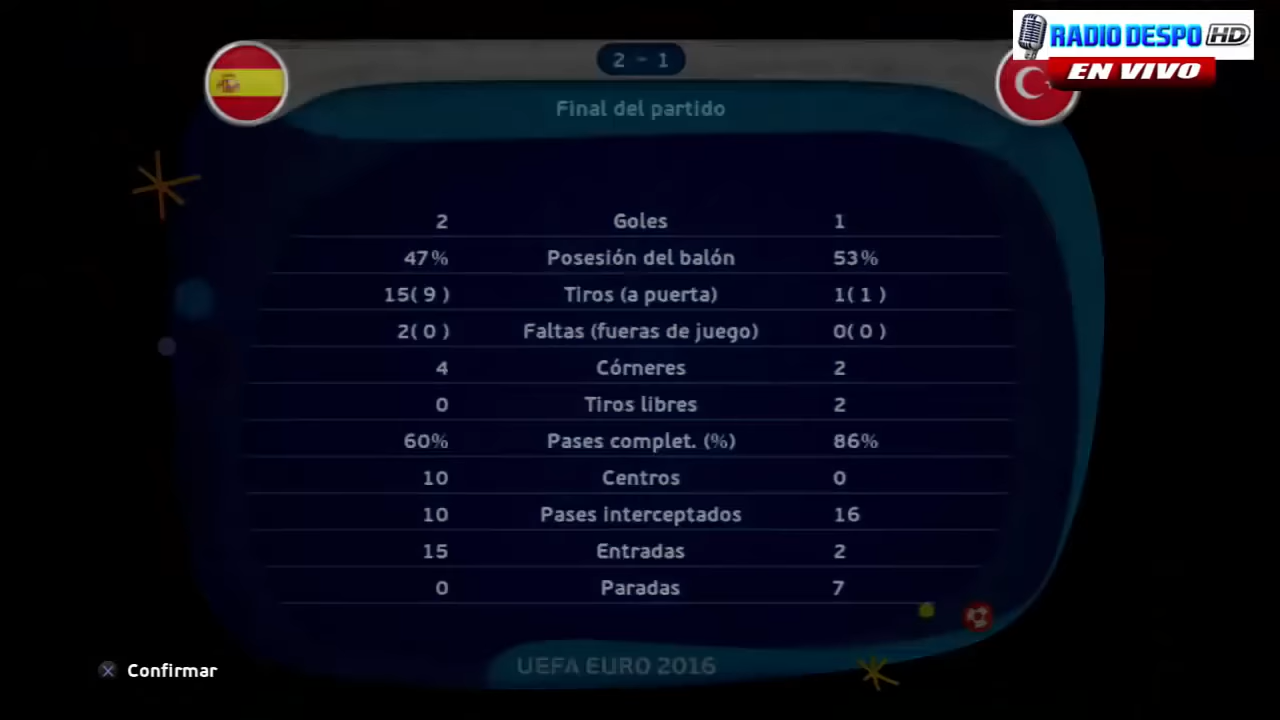 RADIO DESPO HD
EN VIVO
2 - 1
Final del partido
2 Goles 1
47% Posesión del balón 53%
15( 9 ) Tiros (a puerta) 1( 1 )
2( 0 ) Faltas (fueras de juego) 0( 0 )
4 Córneres 2
0 Tiros libres 2
60% Pases complet. (%) 86%
10 Centros 0
10 Pases interceptados 16
15 Entradas 2
0 Paradas 7
UEFA EURO 2016
Confirmar